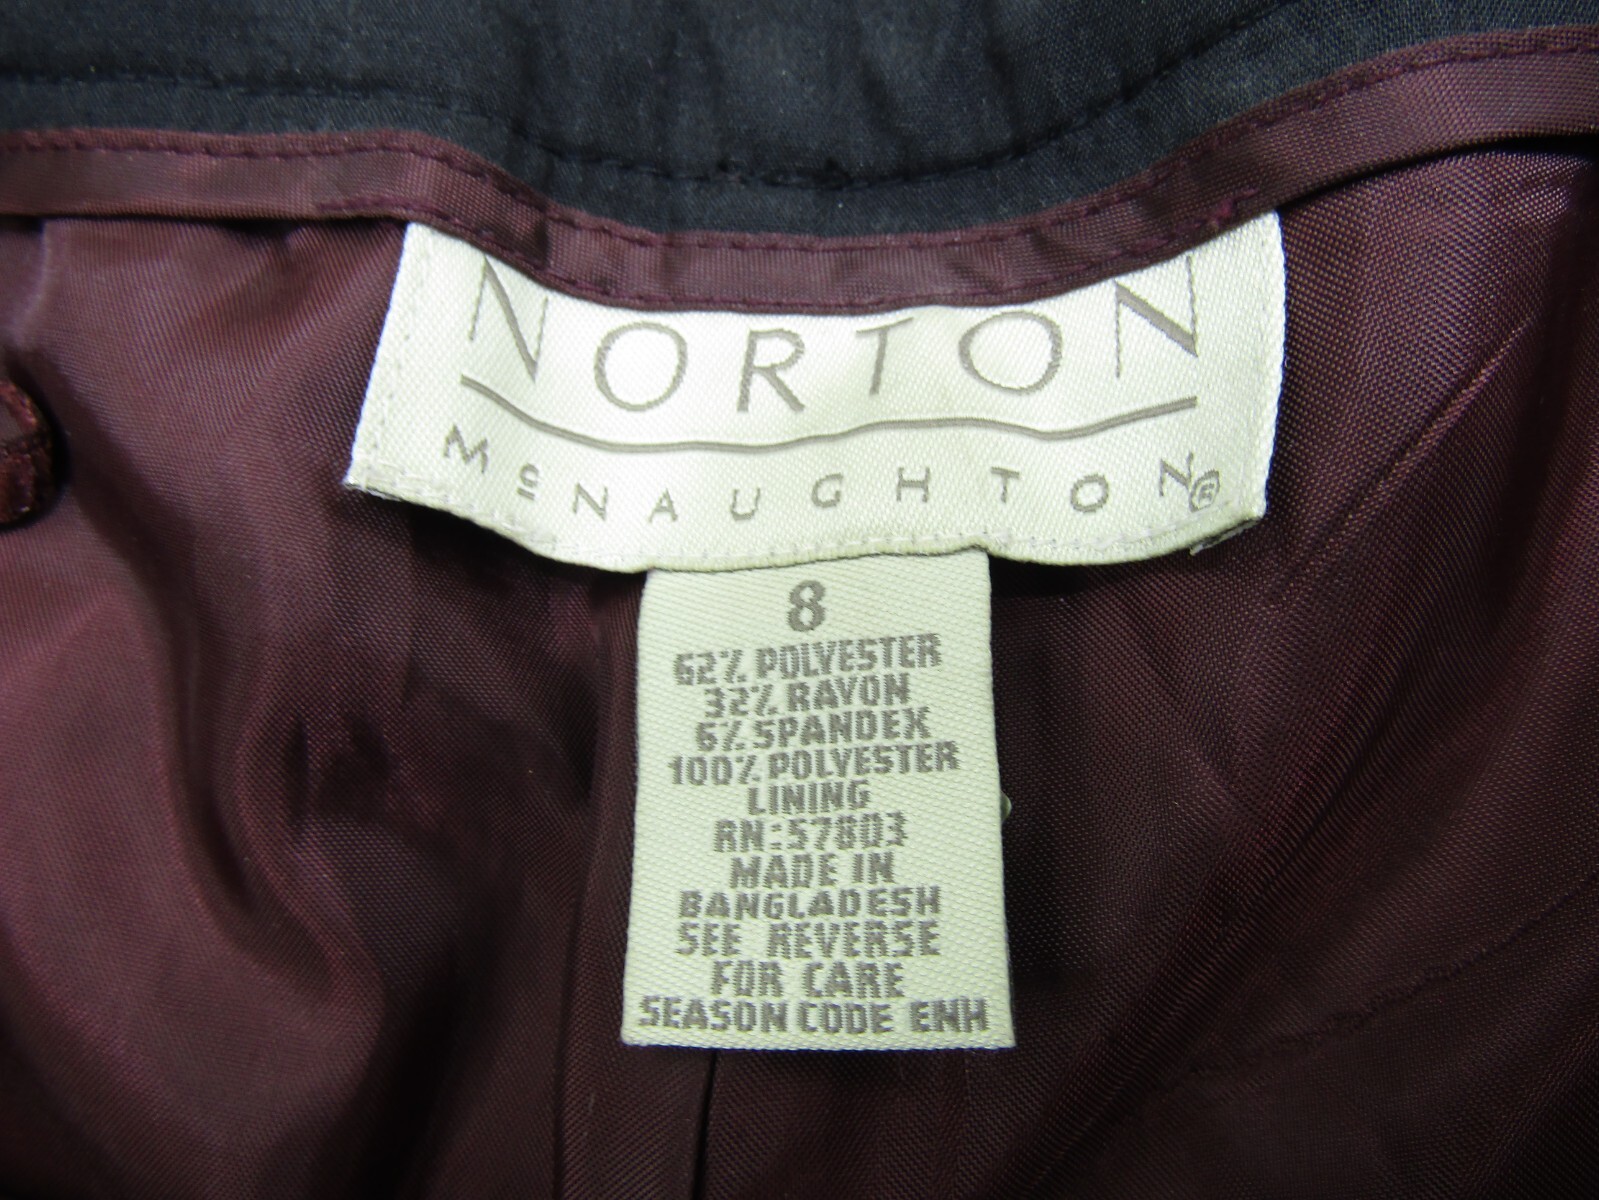 NORTON
McNAUGHTON®
8
62% POLYESTER
32% RAYON
6% SPANDEX
100% POLYESTER
LINING
RN:57803
MADE IN
BANGLADESH
SEE REVERSE
FOR CARE
SEASON CODE ENH